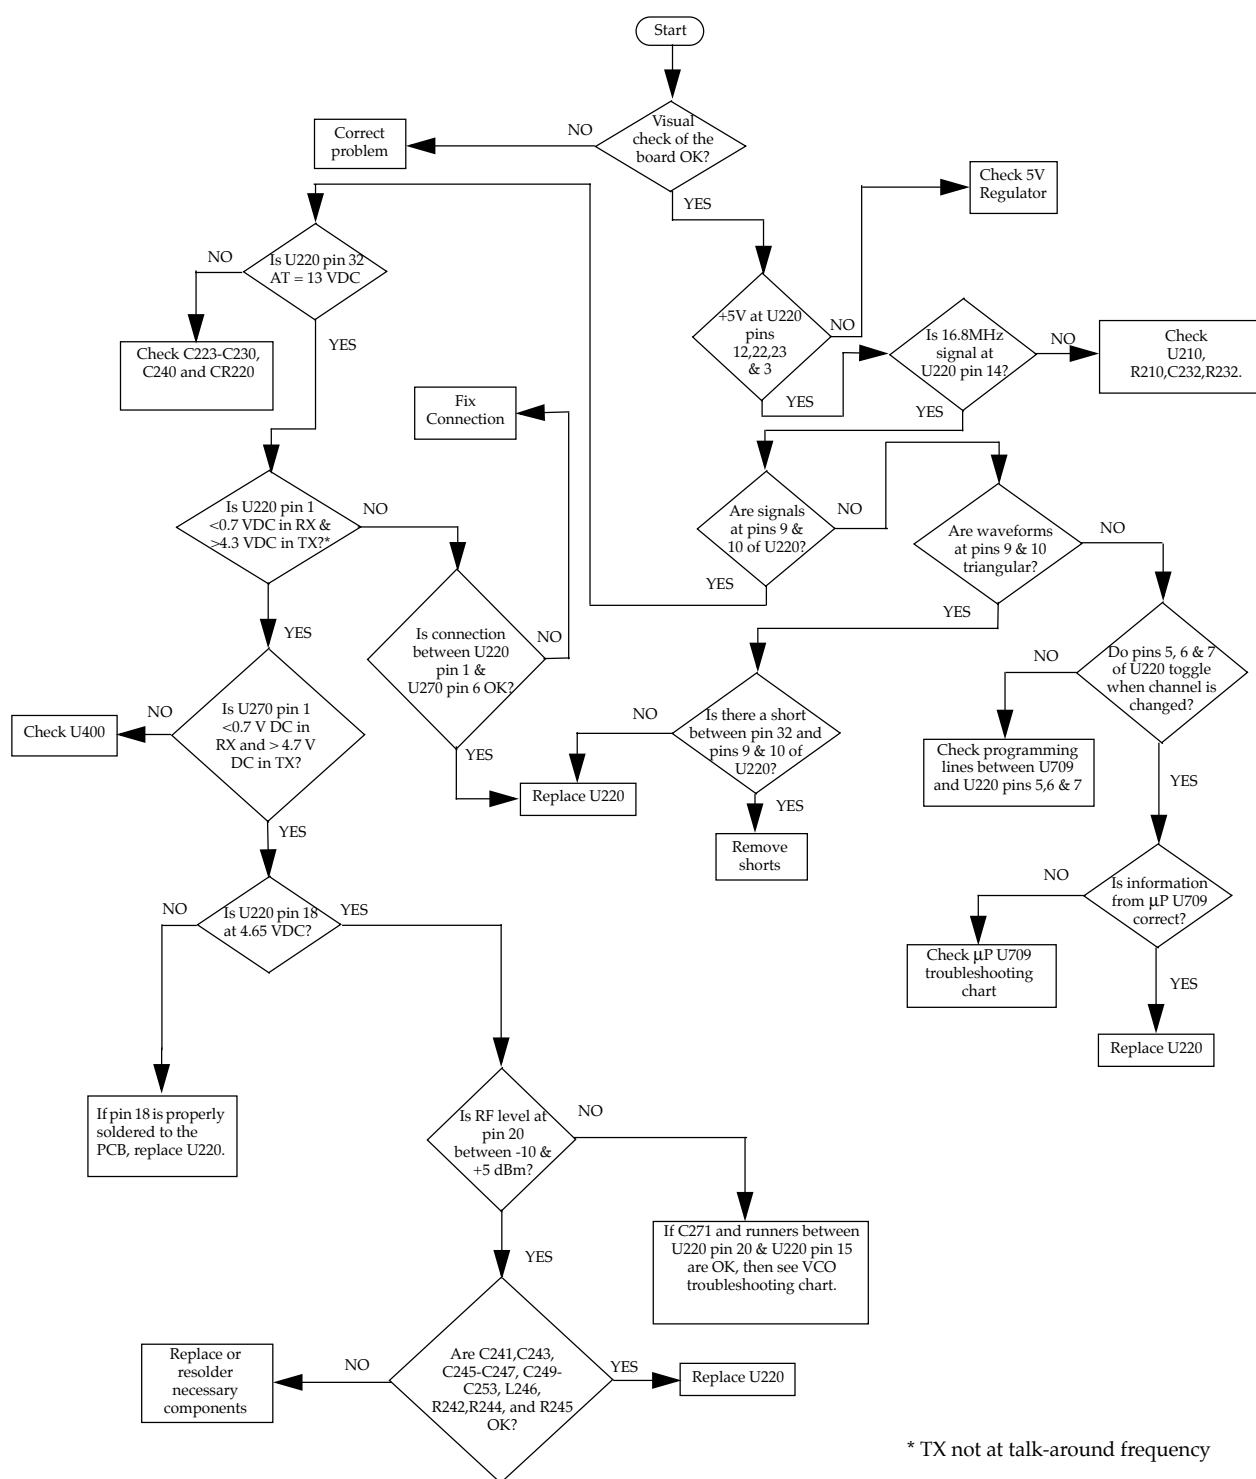 Start
Visual
check of the
board OK?
NO
Correct
problem
YES
Check 5V
Regulator
NO
Is U220 pin 32
AT = 13 VDC
NO
+5V at U220
pins
12,22,23
& 3
NO
YES
Is 16.8MHz
signal at
U220 pin 14?
NO
Check
U210,
R210,C232,R232.
YES
YES
Check C223-C230,
C240 and CR220
Fix
Connection
Is U220 pin 1
<0.7 VDC in RX &
>4.3 VDC in TX?*
NO
YES
Are signals
at pins 9 &
10 of U220?
NO
YES
Are waveforms
at pins 9 & 10
triangular?
NO
YES
Is connection
between U220
pin 1 &
U270 pin 6 OK?
NO
YES
Do pins 5, 6 & 7
of U220 toggle
when channel is
changed?
NO
YES
Check U400
NO
Is U270 pin 1
<0.7 V DC in
RX and > 4.7 V
DC in TX?
YES
Is there a short
between pin 32 and
pins 9 & 10 of
U220?
NO
YES
Replace U220
Remove
shorts
Check programming
lines between U709
and U220 pins 5,6 & 7
Is information
from µP U709
correct?
NO
YES
Check µP U709
troubleshooting
chart
Replace U220
Is U220 pin 18
at 4.65 VDC?
NO
YES
If pin 18 is properly
soldered to the
PCB, replace U220.
Is RF level at
pin 20
between -10 &
+5 dBm?
NO
YES
If C271 and runners between
U220 pin 20 & U220 pin 15
are OK, then see VCO
troubleshooting chart.
Are C241,C243,
C245-C247, C249-
C253, L246,
R242,R244, and R245
OK?
NO
YES
Replace or
resolder
necessary
components
Replace U220
* TX not at talk-around frequency